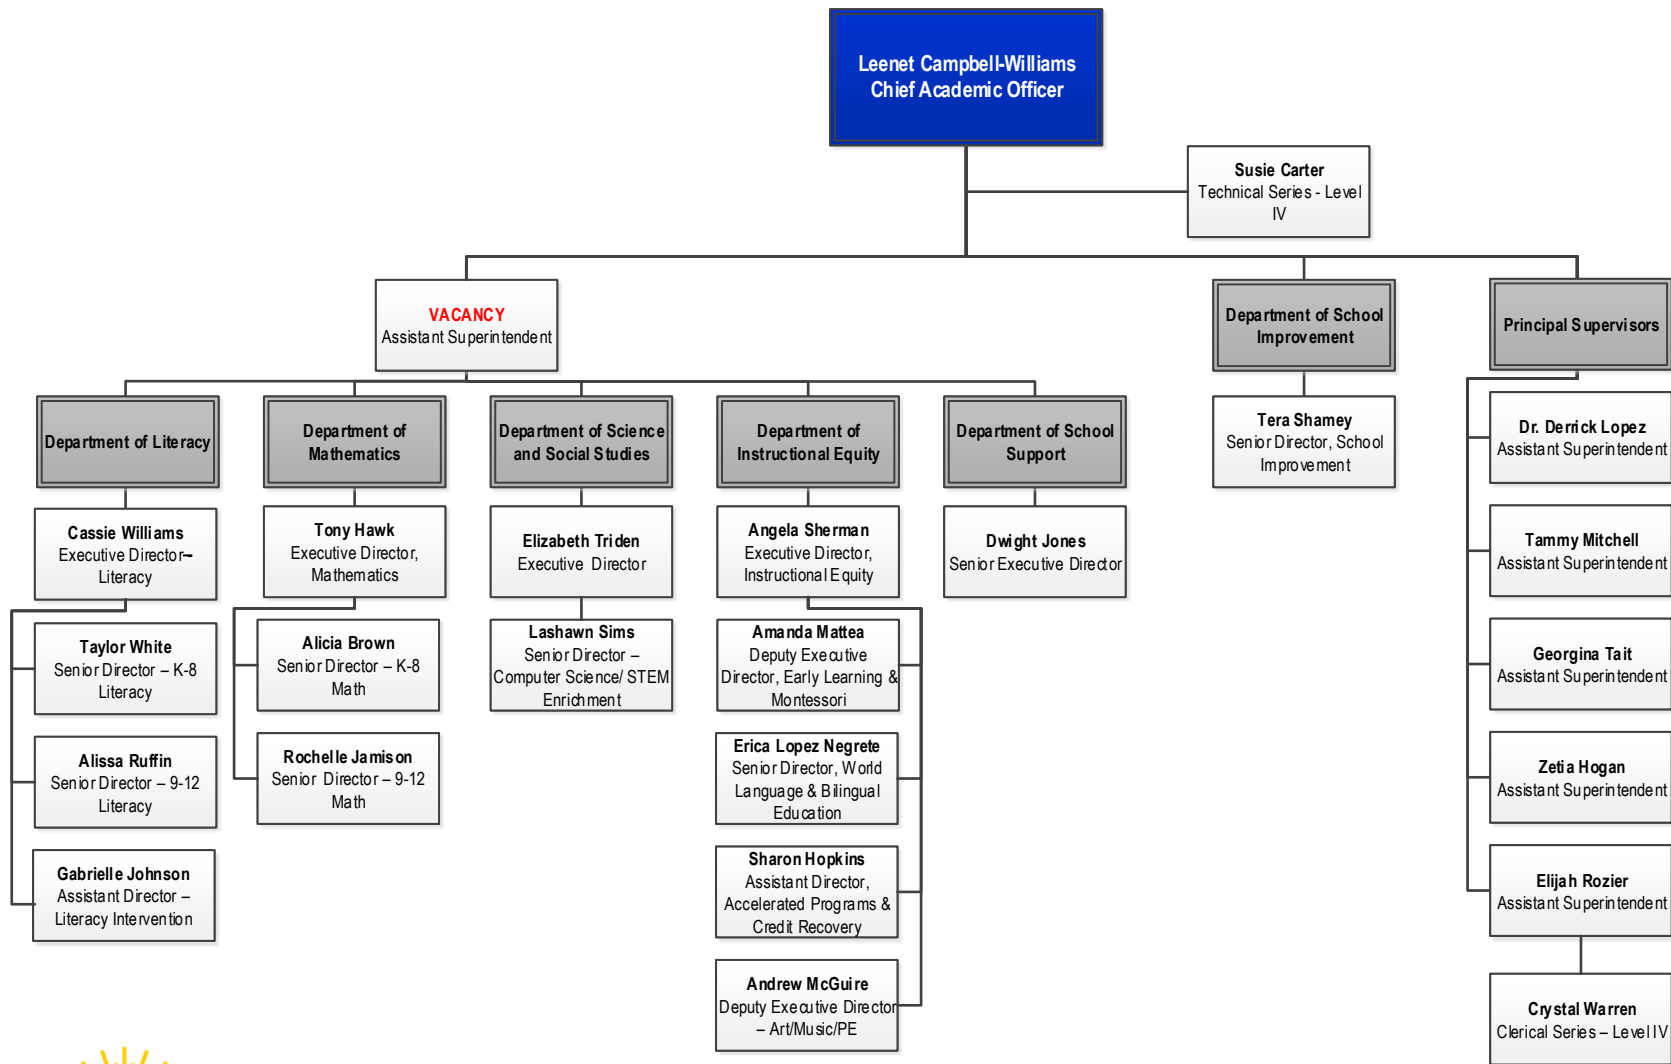 Leenet Campbell-Williams
Chief Academic Officer
Susie Carter
Technical Series - Level
IV
VACANCY
Assistant Superintendent
Department of School
Improvement
Principal Supervisors
Department of Literacy
Department of
Mathematics
Department of Science
and Social Studies
Department of
Instructional Equity
Department of School
Support
Tera Shamey
Senior Director, School
Improvement
Dr. Derrick Lopez
Assistant Superintendent
Cassie Williams
Executive Director–
Literacy
Tony Hawk
Executive Director,
Mathematics
Elizabeth Triden
Executive Director
Angela Sherman
Executive Director,
Instructional Equity
Dwight Jones
Senior Executive Director
Tammy Mitchell
Assistant Superintendent
Taylor White
Senior Director – K-8
Literacy
Alicia Brown
Senior Director – K-8
Math
Lashawn Sims
Senior Director –
Computer Science/ STEM
Enrichment
Amanda Mattea
Deputy Executive
Director, Early Learning &
Montessori
Georgina Tait
Assistant Superintendent
Alissa Ruffin
Senior Director – 9-12
Literacy
Rochelle Jamison
Senior Director – 9-12
Math
Erica Lopez Negrete
Senior Director, World
Language & Bilingual
Education
Zetia Hogan
Assistant Superintendent
Gabrielle Johnson
Assistant Director –
Literacy Intervention
Sharon Hopkins
Assistant Director,
Accelerated Programs &
Credit Recovery
Elijah Rozier
Assistant Superintendent
Andrew McGuire
Deputy Executive Director
– Art/Music/PE
Crystal Warren
Clerical Series – Level IV